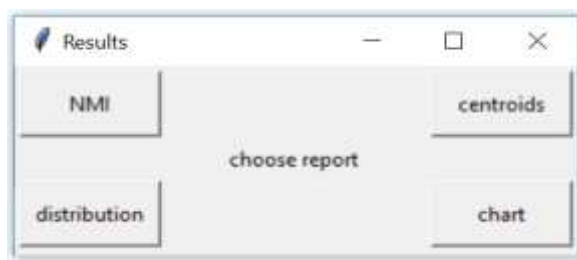 Results
NMI
centroids
choose report
distribution
chart